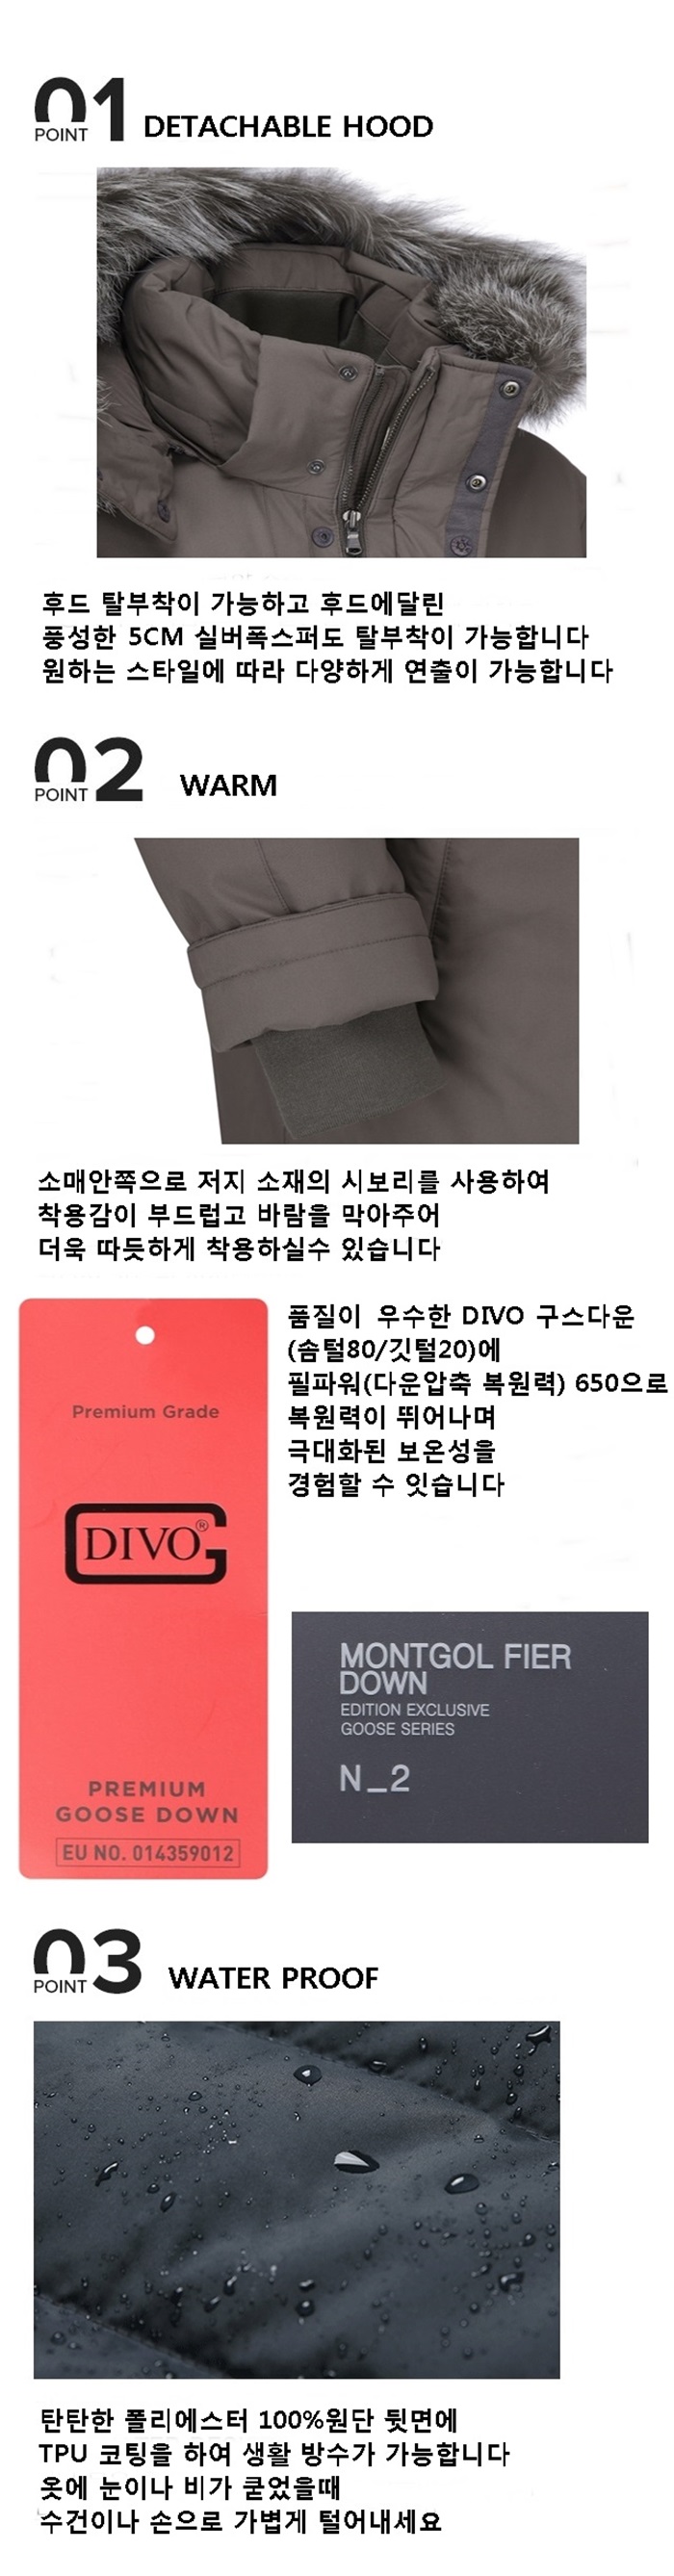 01
POINT
DETACHABLE HOOD
후드 탈부착이 가능하고 후드에달린
풍성한 5CM 실버폭스퍼도 탈부착이 가능합니다
원하는 스타일에 따라 다양하게 연출이 가능합니다
02
POINT
WARM
소매안쪽으로 저지 소재의 시보리를 사용하여
착용감이 부드럽고 바람을 막아주어
더욱 따듯하게 착용하실수 있습니다
품질이 우수한 DIVO 구스다운
(솜털80/깃털20)에
필파워(다운압축 복원력) 650으로
복원력이 뛰어나며
극대화된 보온성을
경험할 수 잇습니다
Premium Grade
DIVO®
G
PREMIUM
GOOSE DOWN
EU NO. 014359012
MONTGOL FIER
DOWN
EDITION EXCLUSIVE
GOOSE SERIES
N_2
03
POINT
WATER PROOF
탄탄한 폴리에스터 100%원단 뒷면에
TPU 코팅을 하여 생활 방수가 가능합니다
옷에 눈이나 비가 묻었을때
수건이나 손으로 가볍게 털어내세요